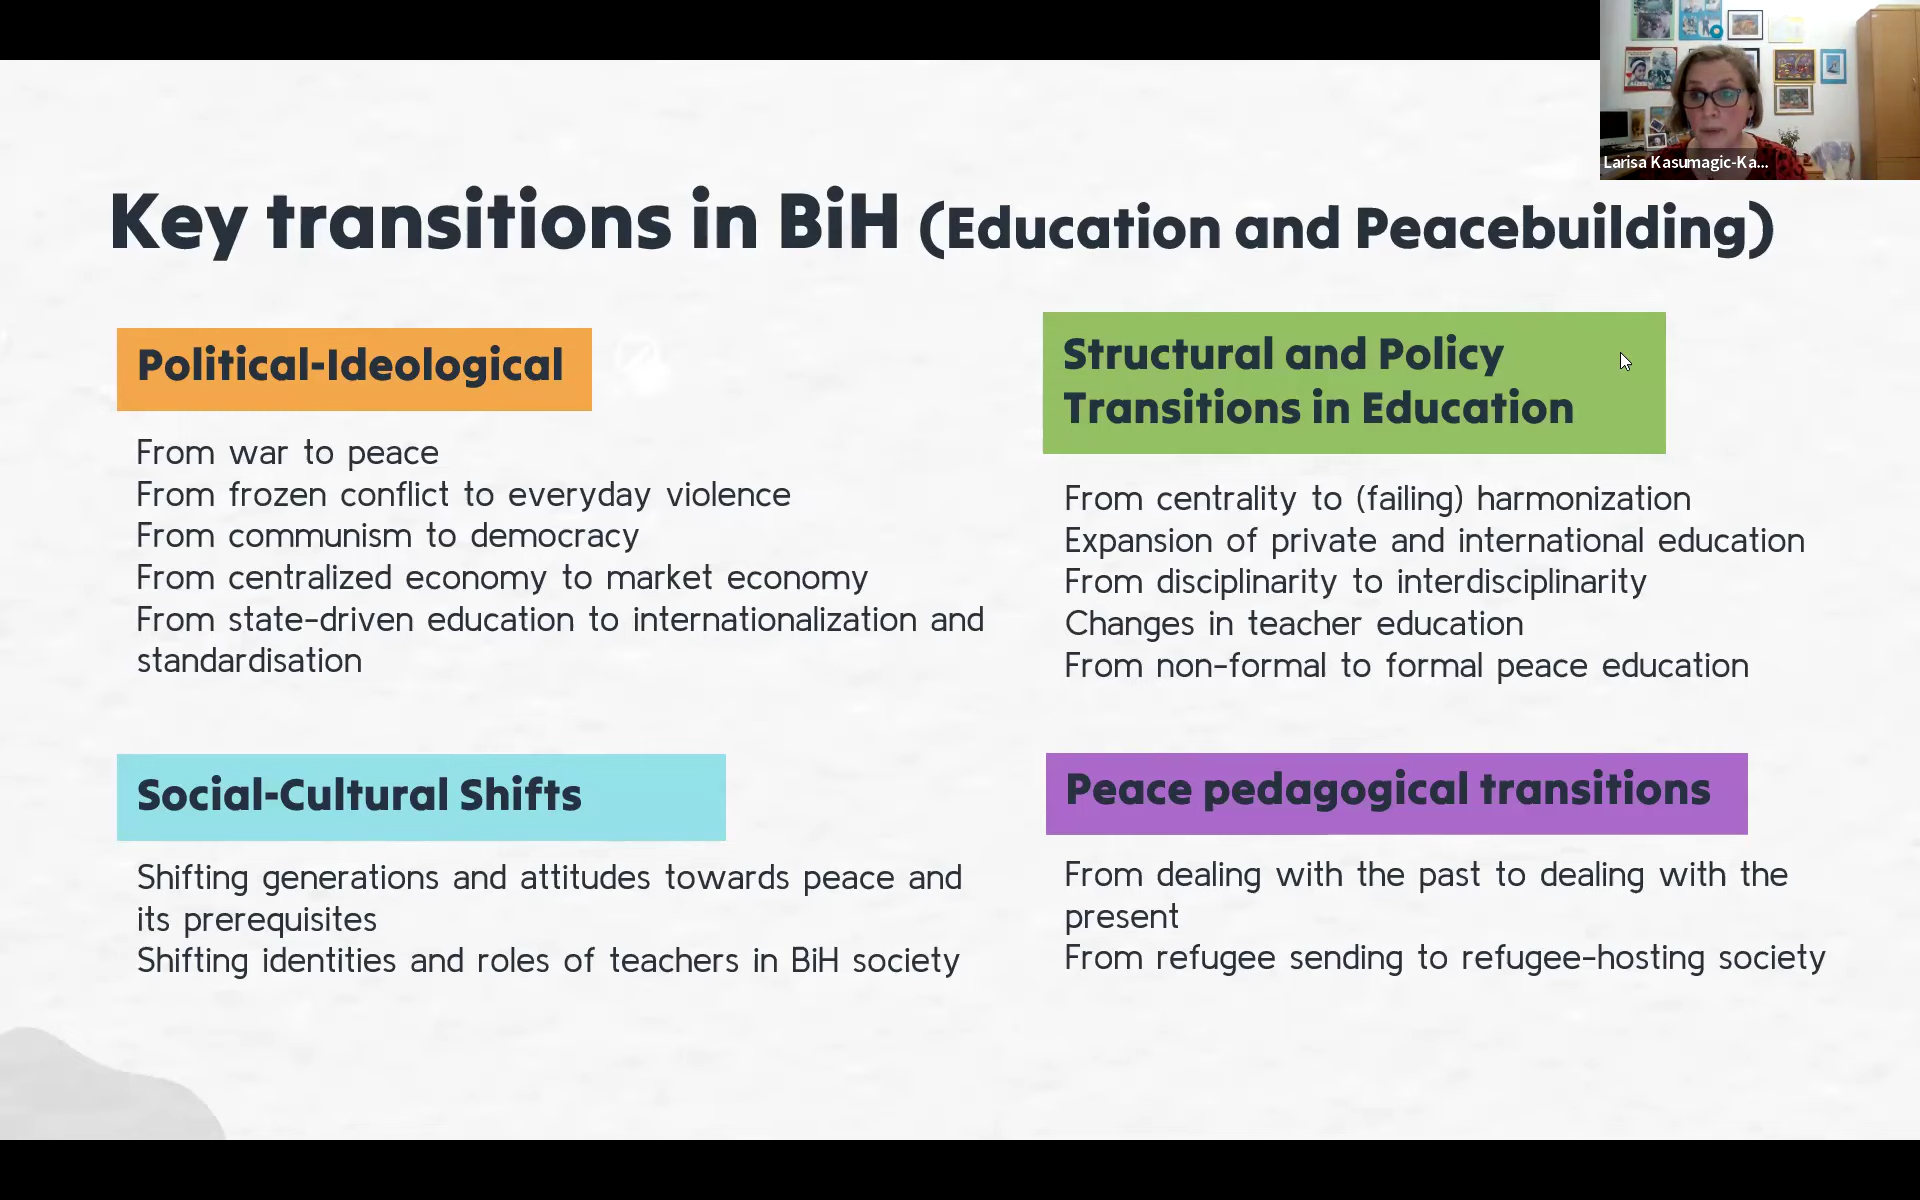 Larisa Kasumagic-Ka...
Key transitions in BiH (Education and Peacebuilding)
Political-Ideological
From war to peace
From frozen conflict to everyday violence
From communism to democracy
From centralized economy to market economy
From state-driven education to internationalization and
standardisation
Structural and Policy
Transitions in Education
From centrality to (failing) harmonization
Expansion of private and international education
From disciplinarity to interdisciplinarity
Changes in teacher education
From non-formal to formal peace education
Social-Cultural Shifts
Shifting generations and attitudes towards peace and
its prerequisites
Shifting identities and roles of teachers in BiH society
Peace pedagogical transitions
From dealing with the past to dealing with the
present
From refugee sending to refugee-hosting society